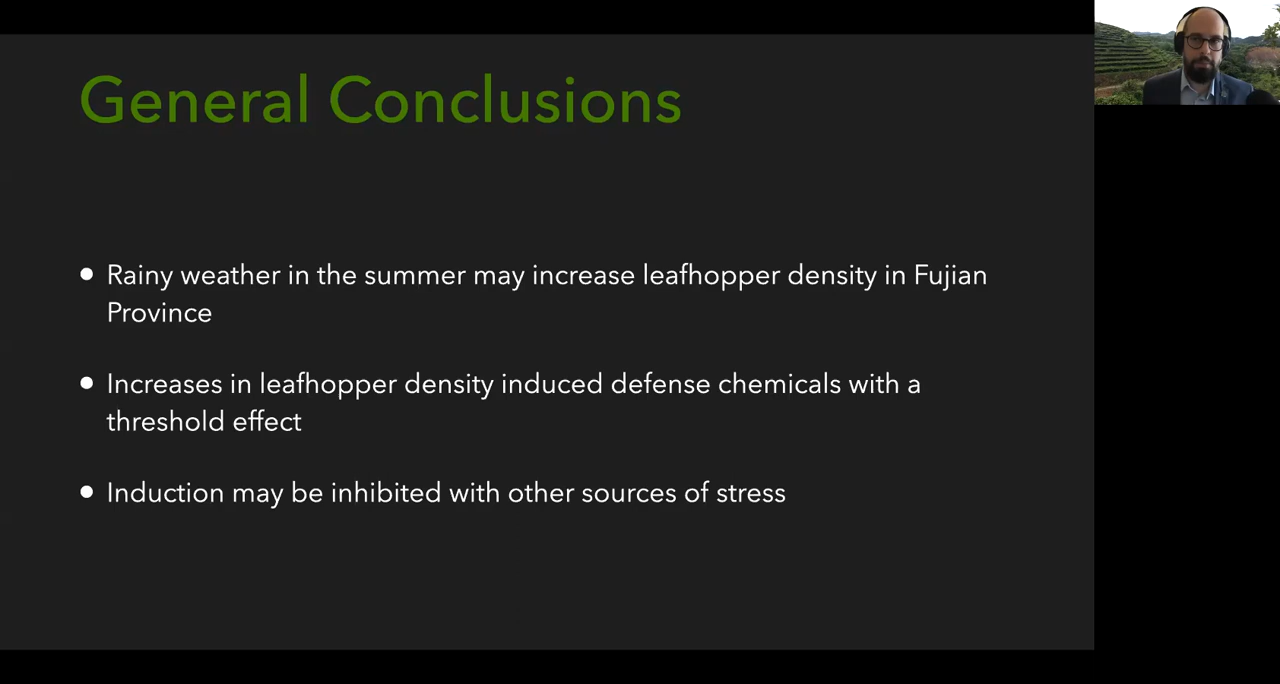 General Conclusions
• Rainy weather in the summer may increase leafhopper density in Fujian
Province
• Increases in leafhopper density induced defense chemicals with a
threshold effect
• Induction may be inhibited with other sources of stress